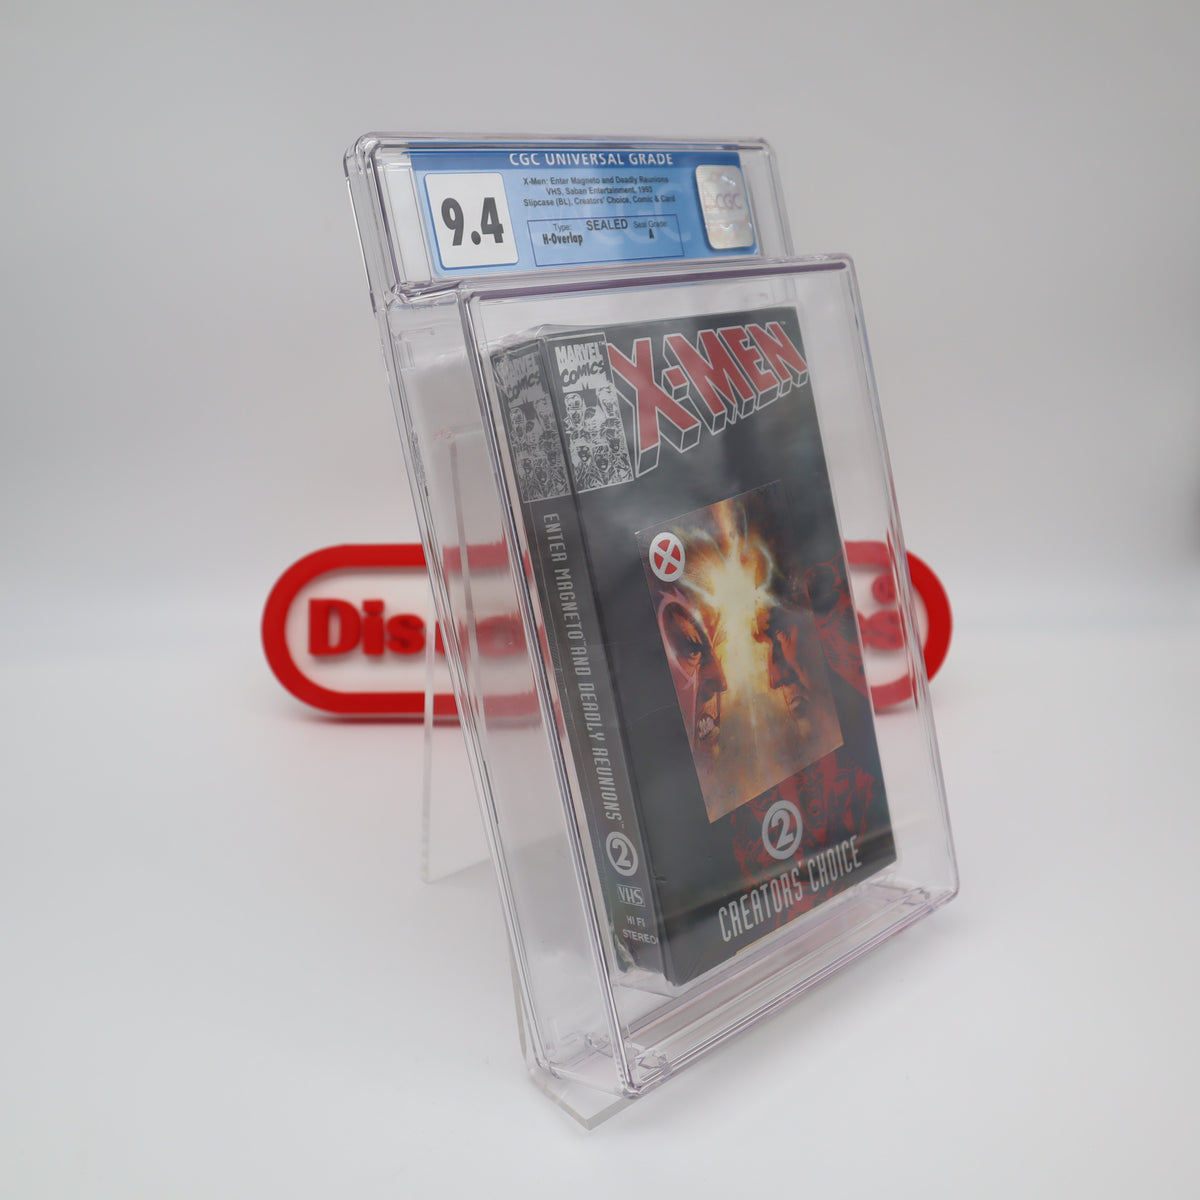 CGC UNIVERSAL GRADE
9.4
X-Men: Enter Magneto and Deadly Reunions
VHS, Saban Entertainment, 1993
Slipcase (BL), Creators' Choice, Comic & Card
Type:
H-Overlap
SEALED
Seal Grade:
A
CGC
MARVEL
COMICS
MARVEL
COMICS
X-MEN
ENTER MAGNETO™ AND DEADLY REUNIONS™
2
VHS
HI FI
STEREO
2
CREATORS' CHOICE